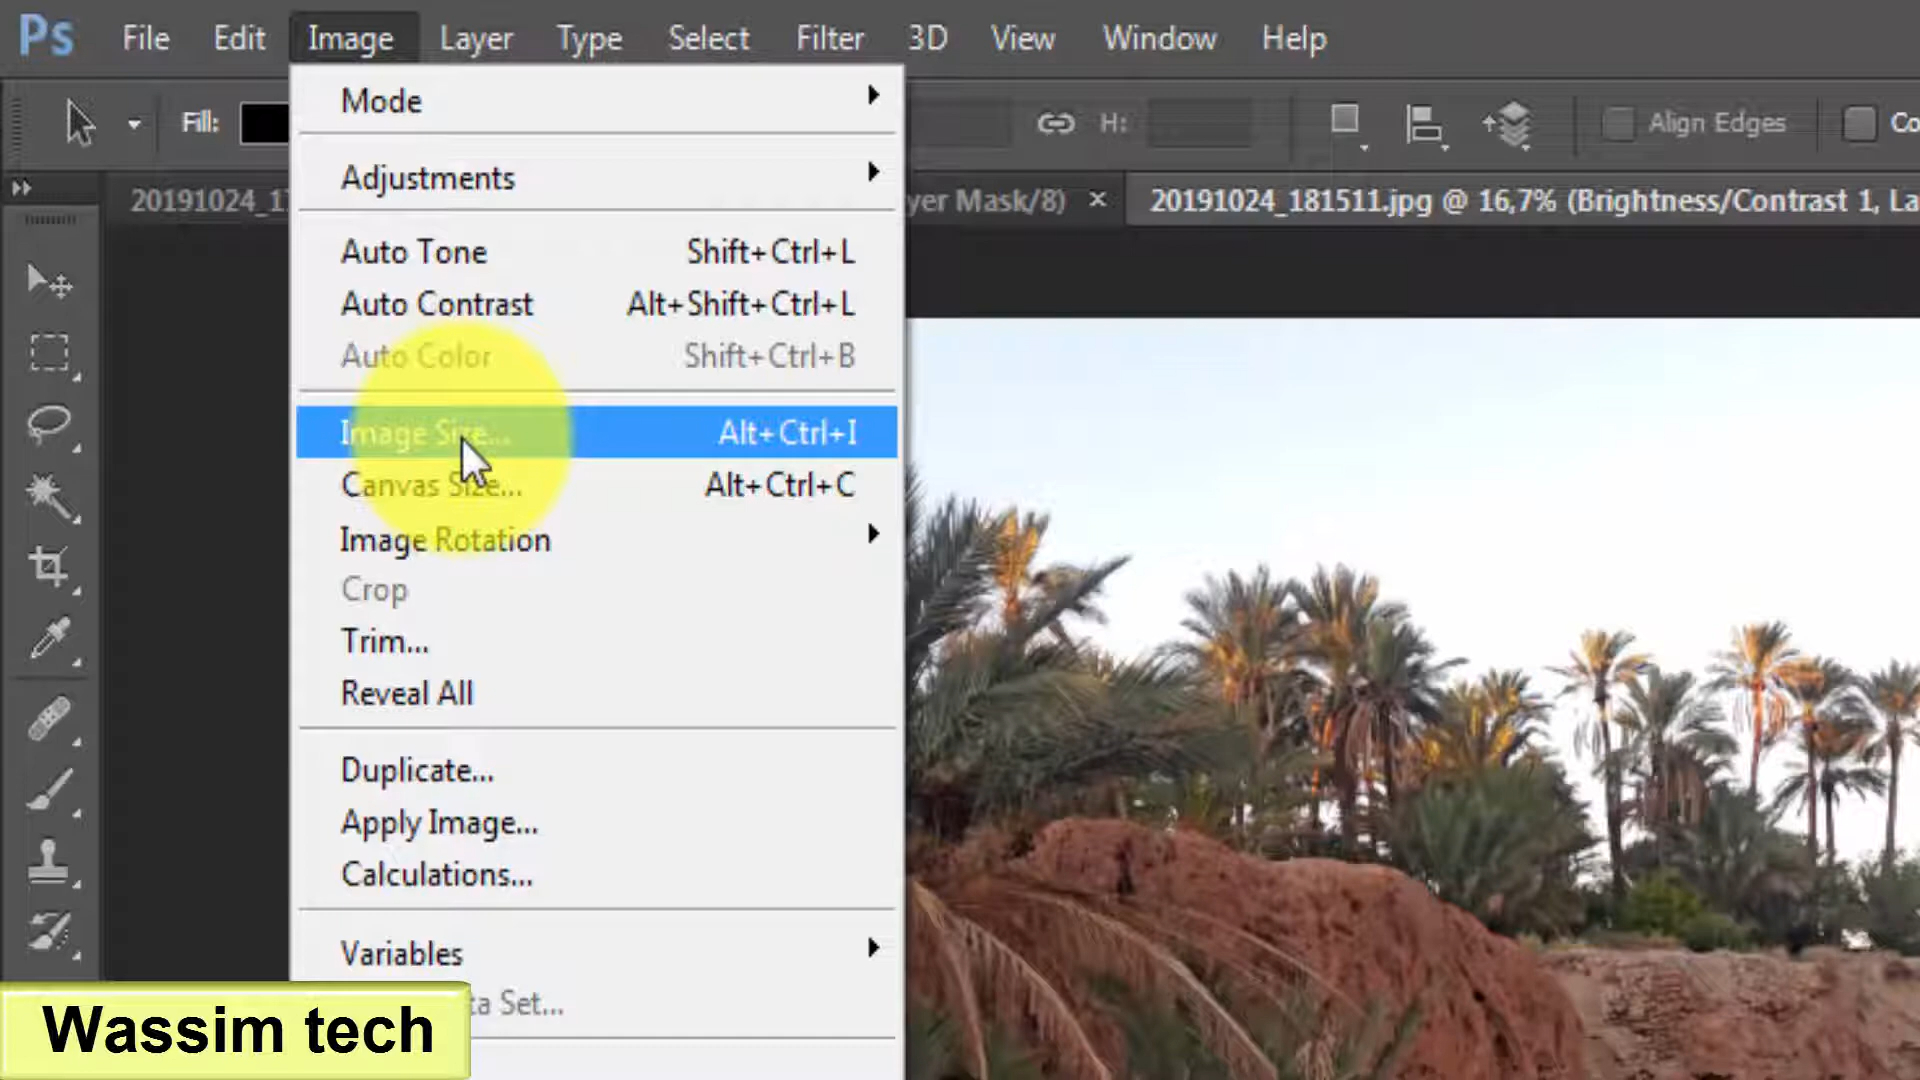 Ps File Edit Image Layer Type Select Filter 3D View Window Help
Fill: H: Align Edges Co
20191024_1 yer Mask/8) × 20191024_181511.jpg @ 16,7% (Brightness/Contrast 1, La
Mode
Adjustments
Auto Tone Shift+Ctrl+L
Auto Contrast Alt+Shift+Ctrl+L
Auto Color Shift+Ctrl+B
Image Size... Alt+Ctrl+I
Canvas Size... Alt+Ctrl+C
Image Rotation
Crop
Trim...
Reveal All
Duplicate...
Apply Image...
Calculations...
Variables
ta Set...
Wassim tech